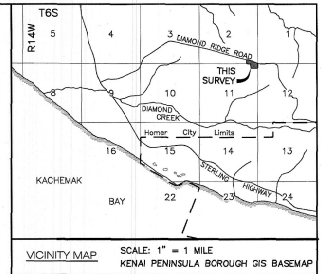 T6S
R14W
5 4 3 2 1
DIAMOND RIDGE ROAD
THIS
SURVEY
8 9 10 11 12
DIAMOND
CREEK
Homer City Limits
16 15 14 13
STERLING HIGHWAY
KACHEMAK
BAY
22 23 24
VICINITY MAP
SCALE: 1" = 1 MILE
KENAI PENINSULA BOROUGH GIS BASEMAP